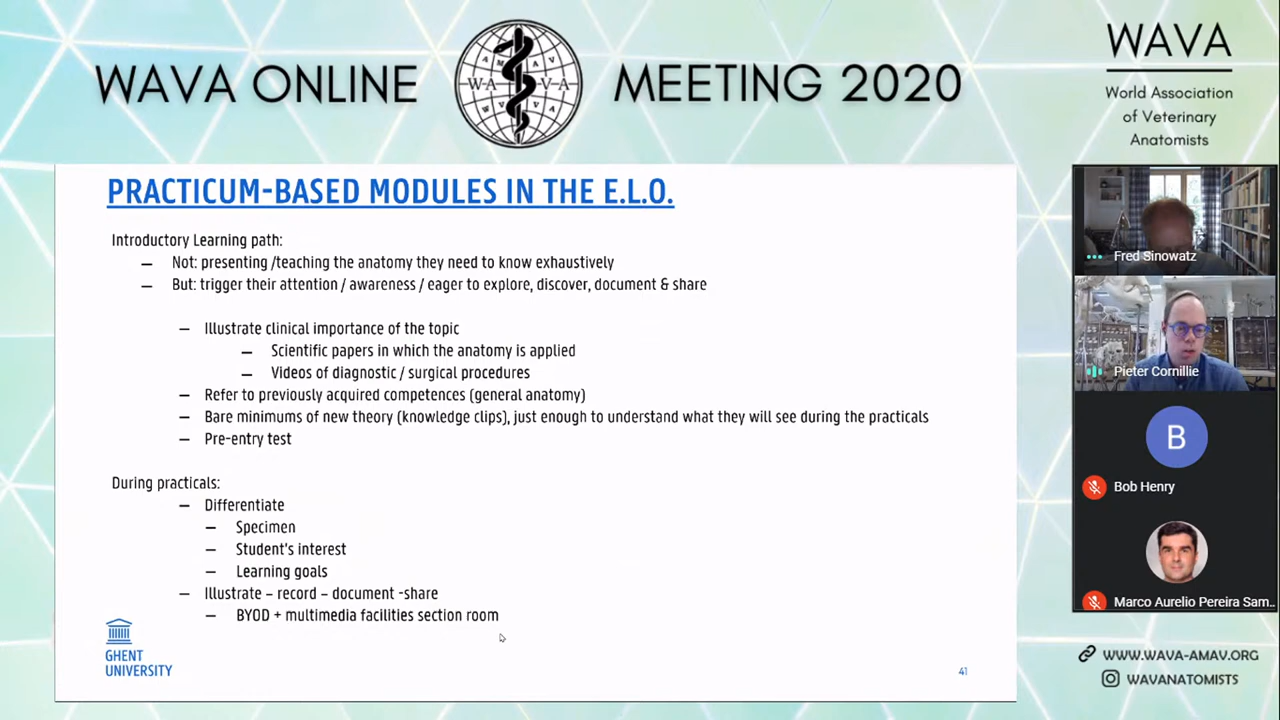 WAVA ONLINE MEETING 2020
AMAV
WA VA
WAVA
World Association
of Veterinary
Anatomists
PRACTICUM-BASED MODULES IN THE E.L.O.
Introductory Learning path:
— Not: presenting /teaching the anatomy they need to know exhaustively
— But: trigger their attention / awareness / eager to explore, discover, document & share
— Illustrate clinical importance of the topic
— Scientific papers in which the anatomy is applied
— Videos of diagnostic / surgical procedures
— Refer to previously acquired competences (general anatomy)
— Bare minimums of new theory (knowledge clips), just enough to understand what they will see during the practicals
— Pre-entry test
During practicals:
— Differentiate
— Specimen
— Student's interest
— Learning goals
— Illustrate – record – document -share
— BYOD + multimedia facilities section room
GHENT
UNIVERSITY
41
Fred Sinowatz
Pieter Cornillie
B
Bob Henry
Marco Aurelio Pereira Sam...
WWW.WAVA-AMAV.ORG
WAVANATOMISTS